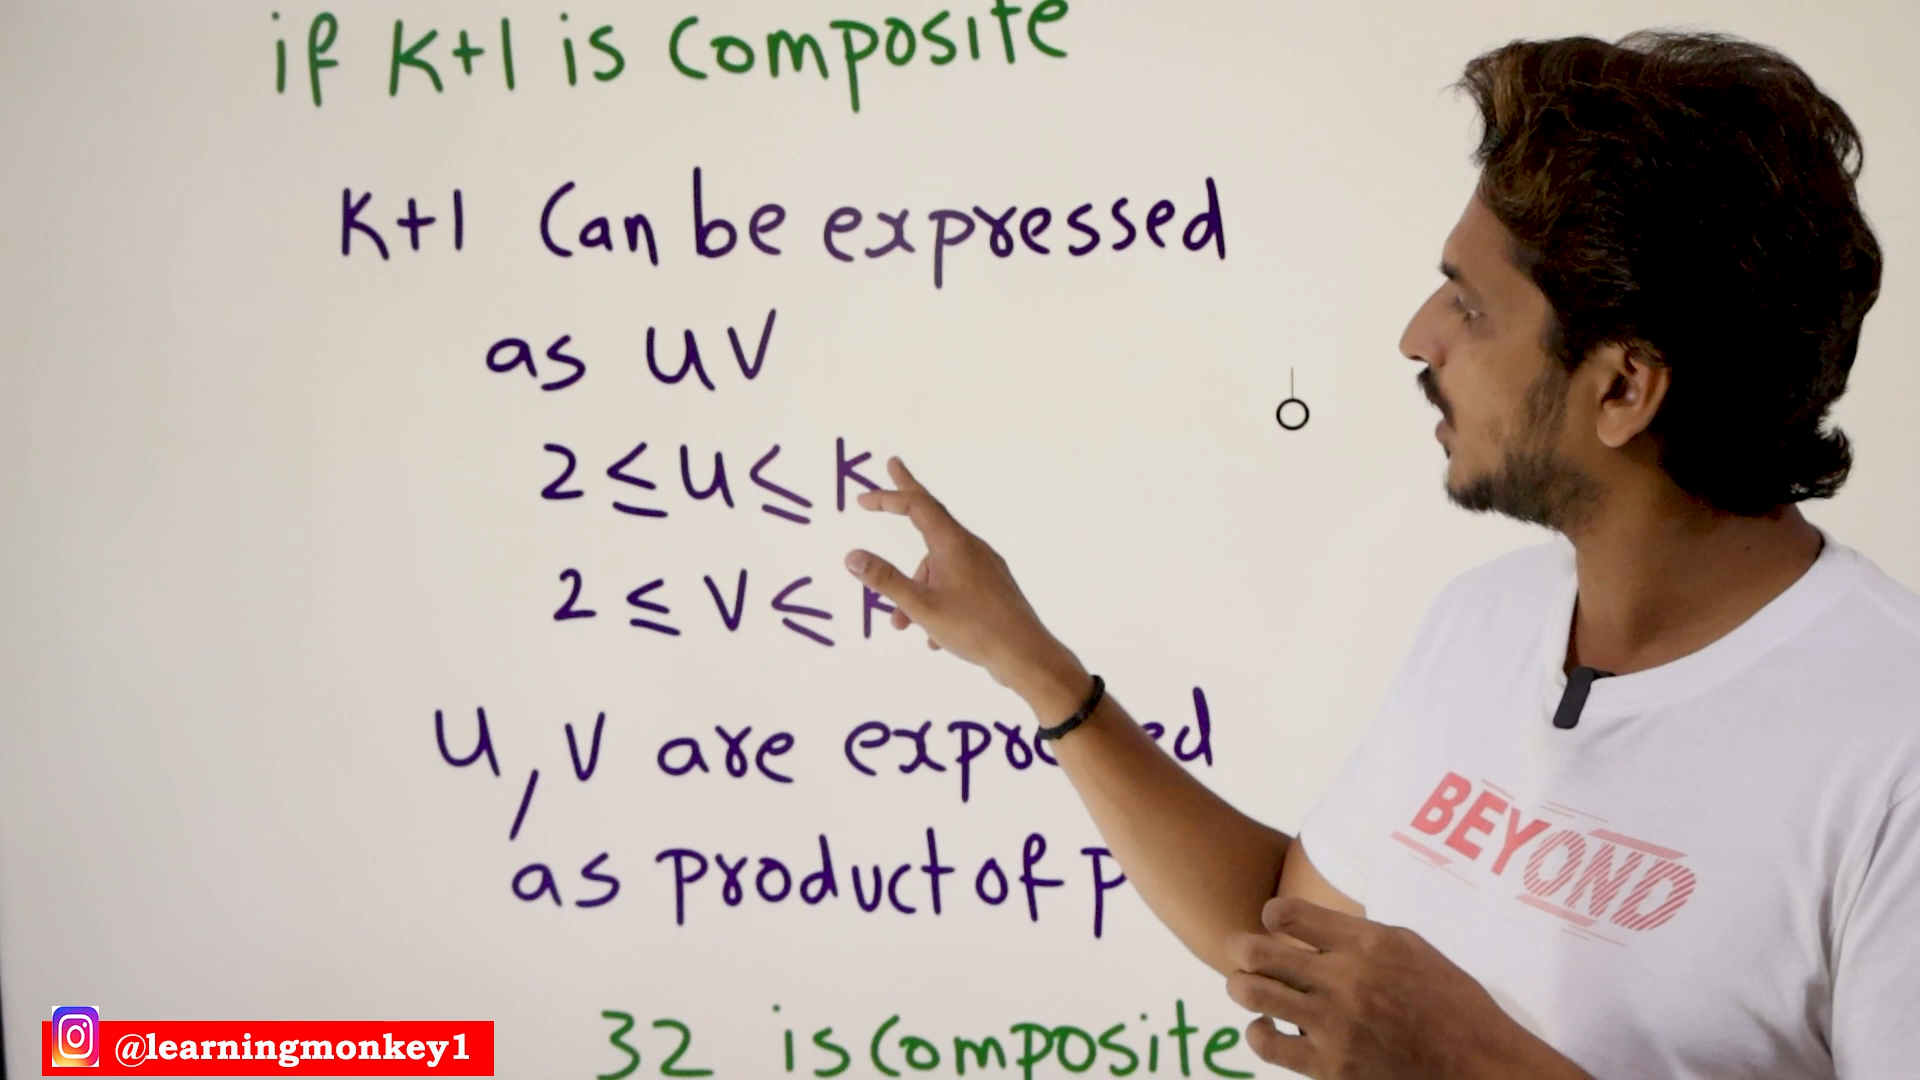 if K+1 is composite
K+1 Can be expressed
as uv
2 ≤ u ≤ K
2 ≤ v ≤ K
u, v are
as product of
32 is composite
BEYOND
@learningmonkey1